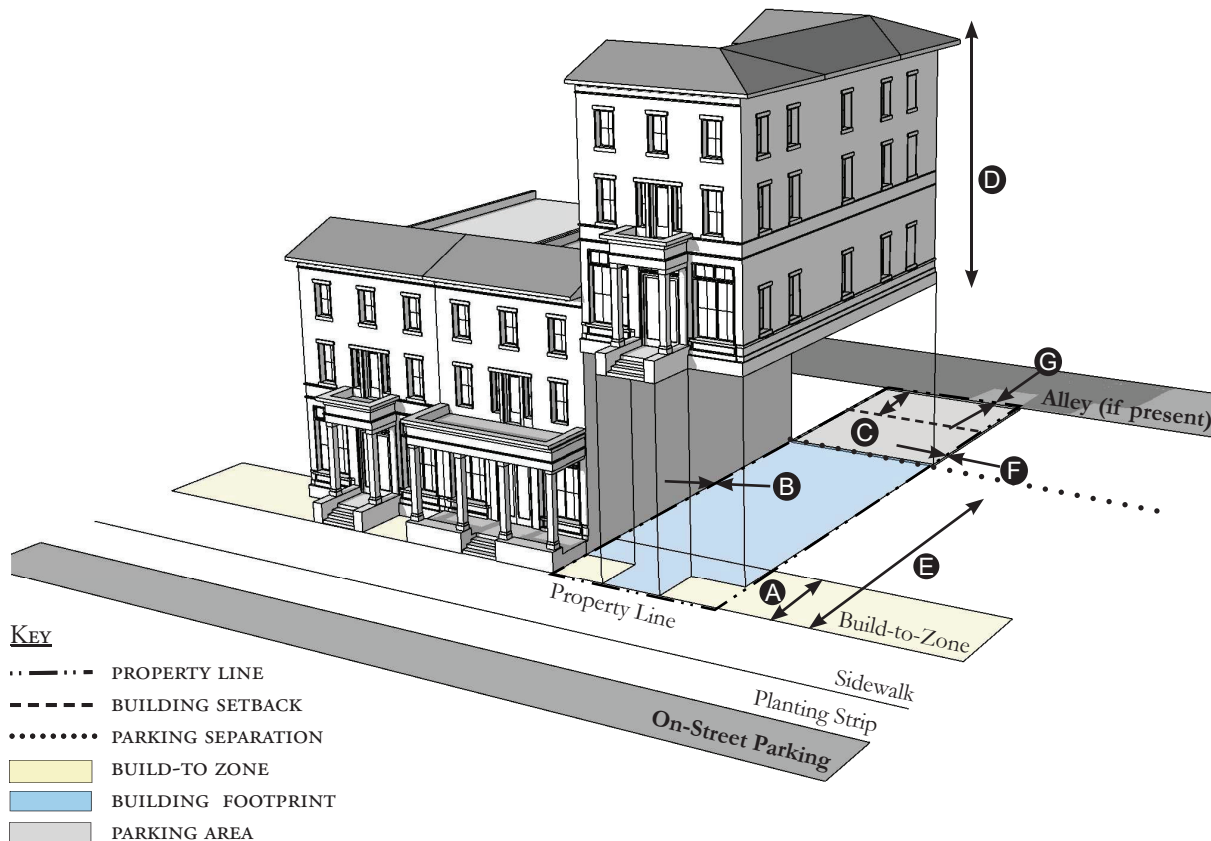 D
G
Alley (if present)
C
F
B
E
A
Property Line
Build-to-Zone
Sidewalk
Planting Strip
On-Street Parking
KEY
PROPERTY LINE
BUILDING SETBACK
PARKING SEPARATION
BUILD-TO ZONE
BUILDING FOOTPRINT
PARKING AREA